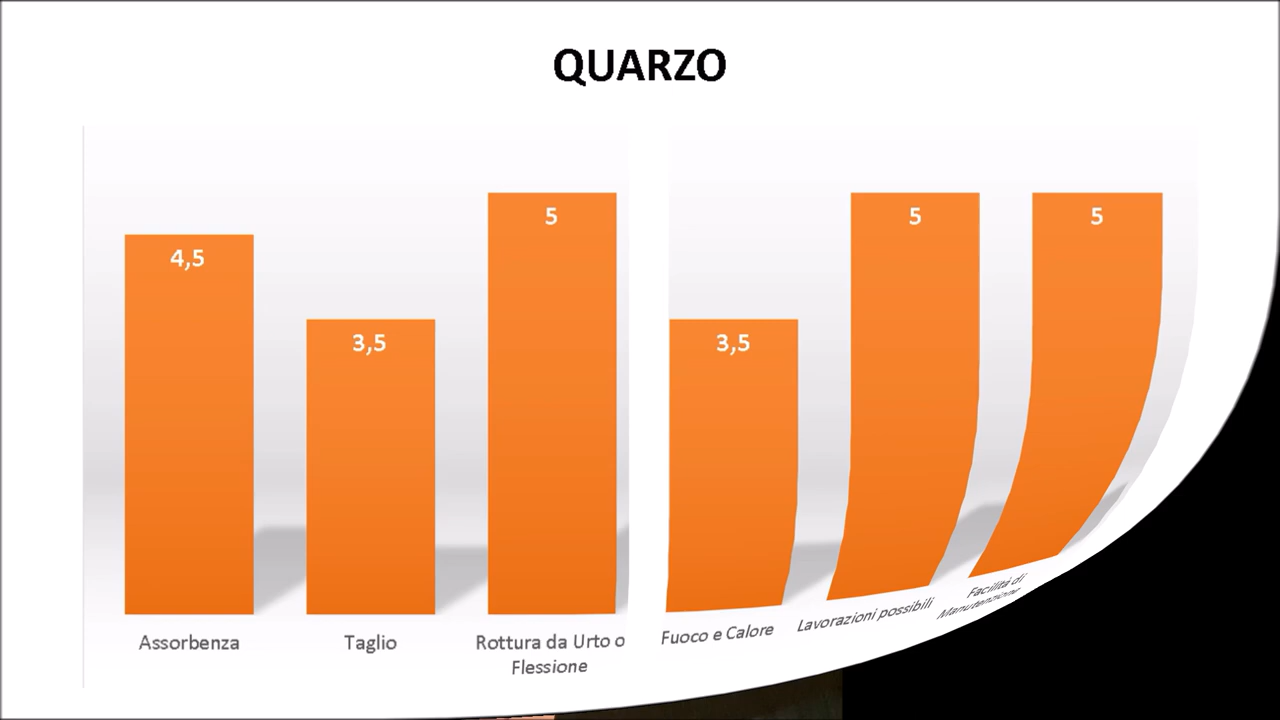 QUARZO
4,5
3,5
5
3,5
5
5
Assorbenza
Taglio
Rottura da Urto o
Flessione
Fuoco e Calore
Lavorazioni possibili
Facilità di
Manutenzione